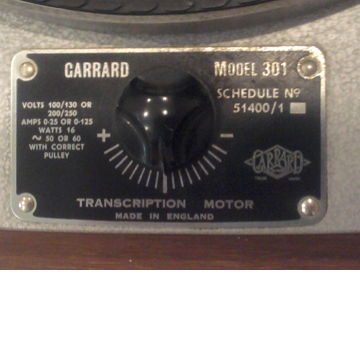 GARRARD
MODEL 301
SCHEDULE Nº
51400/1
VOLTS 100/130 OR
200/250
AMPS 0·25 OR 0·125
WATTS 16
~ 50 OR 60
WITH CORRECT
PULLEY
+
−
GARRARD
TRANSCRIPTION MOTOR
MADE IN ENGLAND